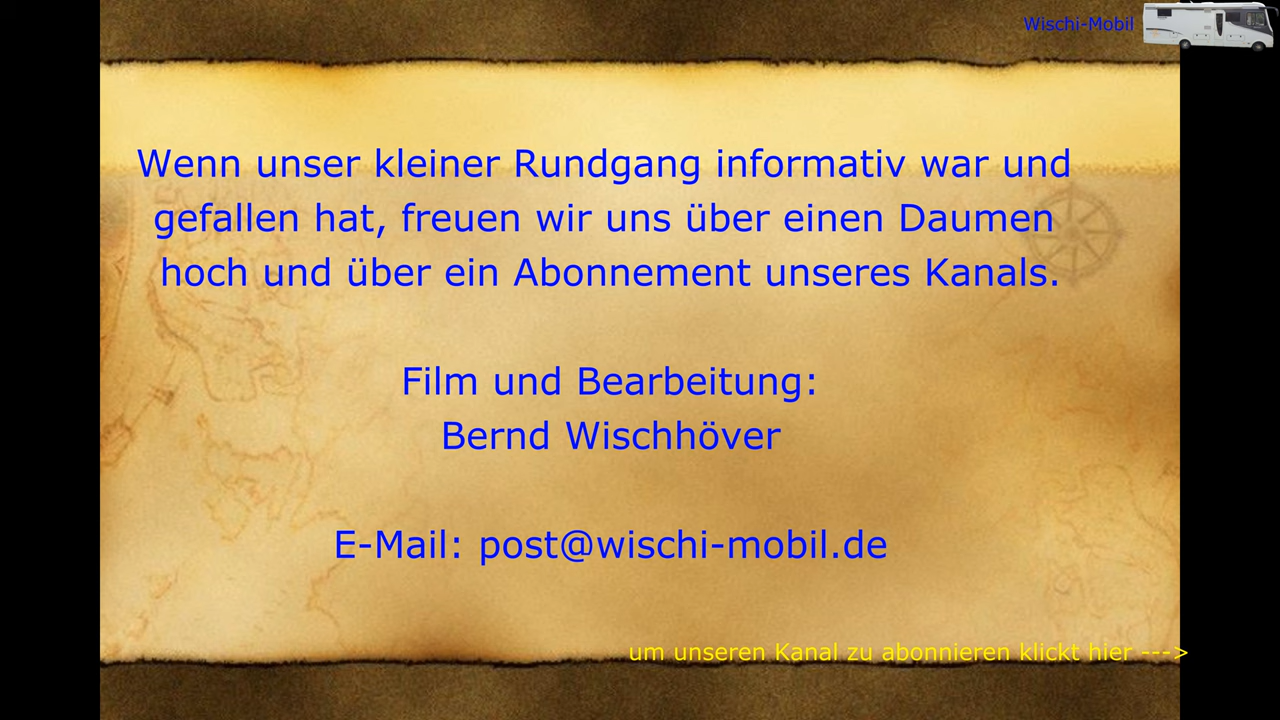 Wischi-Mobil
Wenn unser kleiner Rundgang informativ war und
gefallen hat, freuen wir uns über einen Daumen
hoch und über ein Abonnement unseres Kanals.
Film und Bearbeitung:
Bernd Wischhöver
E-Mail: post@wischi-mobil.de
um unseren Kanal zu abonnieren klickt hier --->